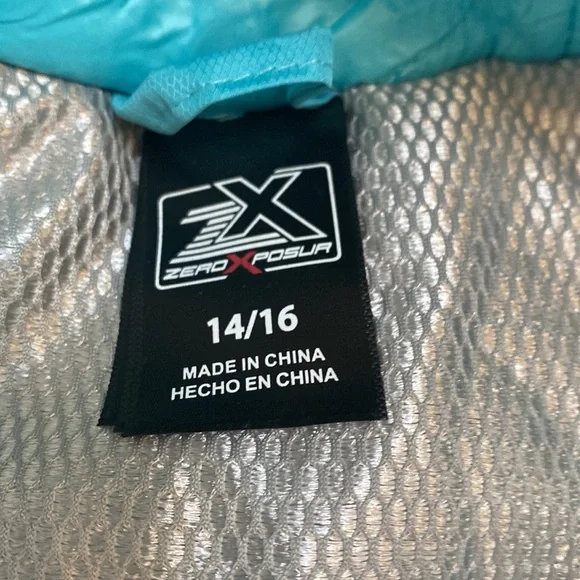 ZX
ZEROXPOSUR
14/16
MADE IN CHINA
HECHO EN CHINA